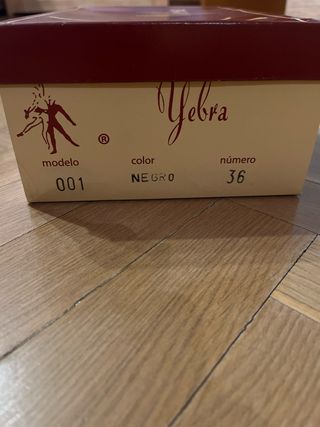 Yebra
®
modelo color número
001 NEGRO 36